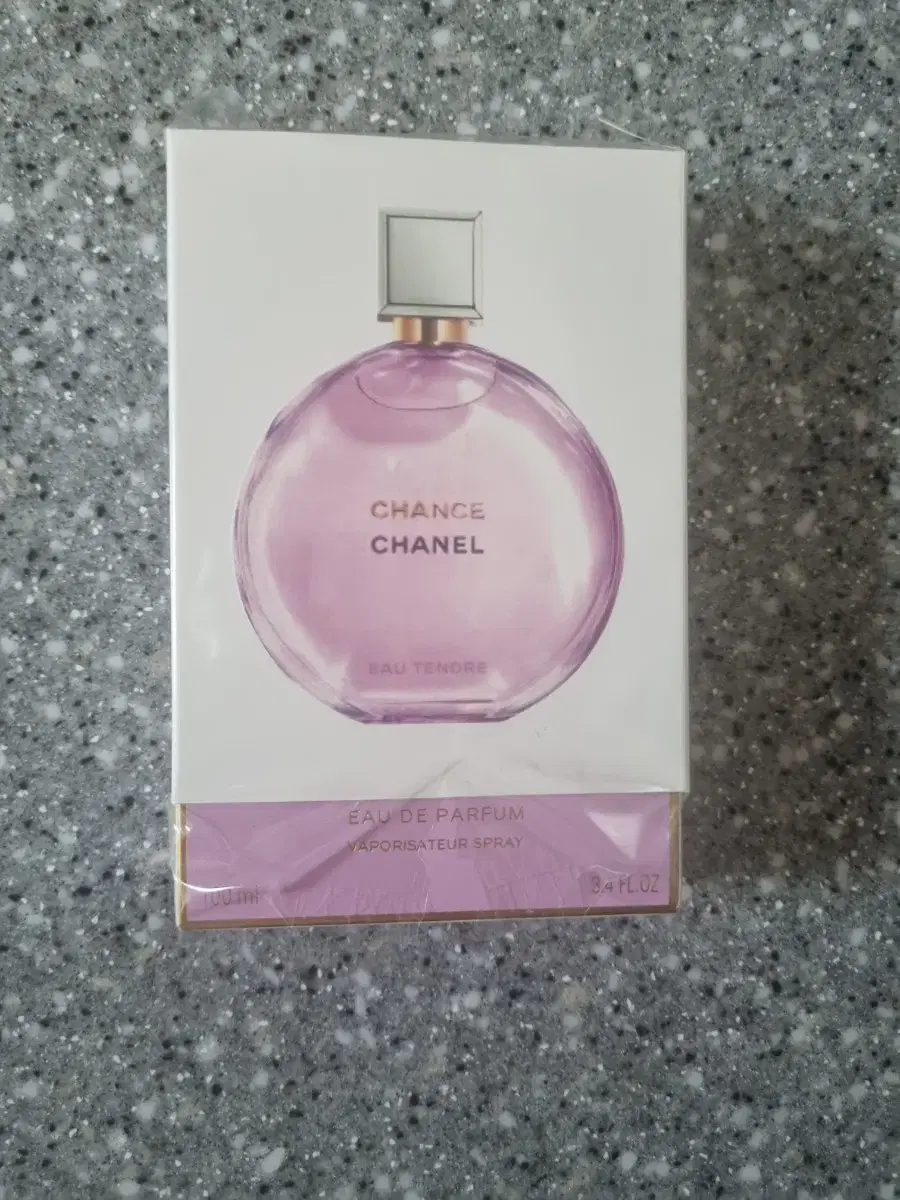 CHANCE
CHANEL
EAU TENDRE
EAU DE PARFUM
VAPORISATEUR SPRAY
100 ml
3.4 FL.OZ